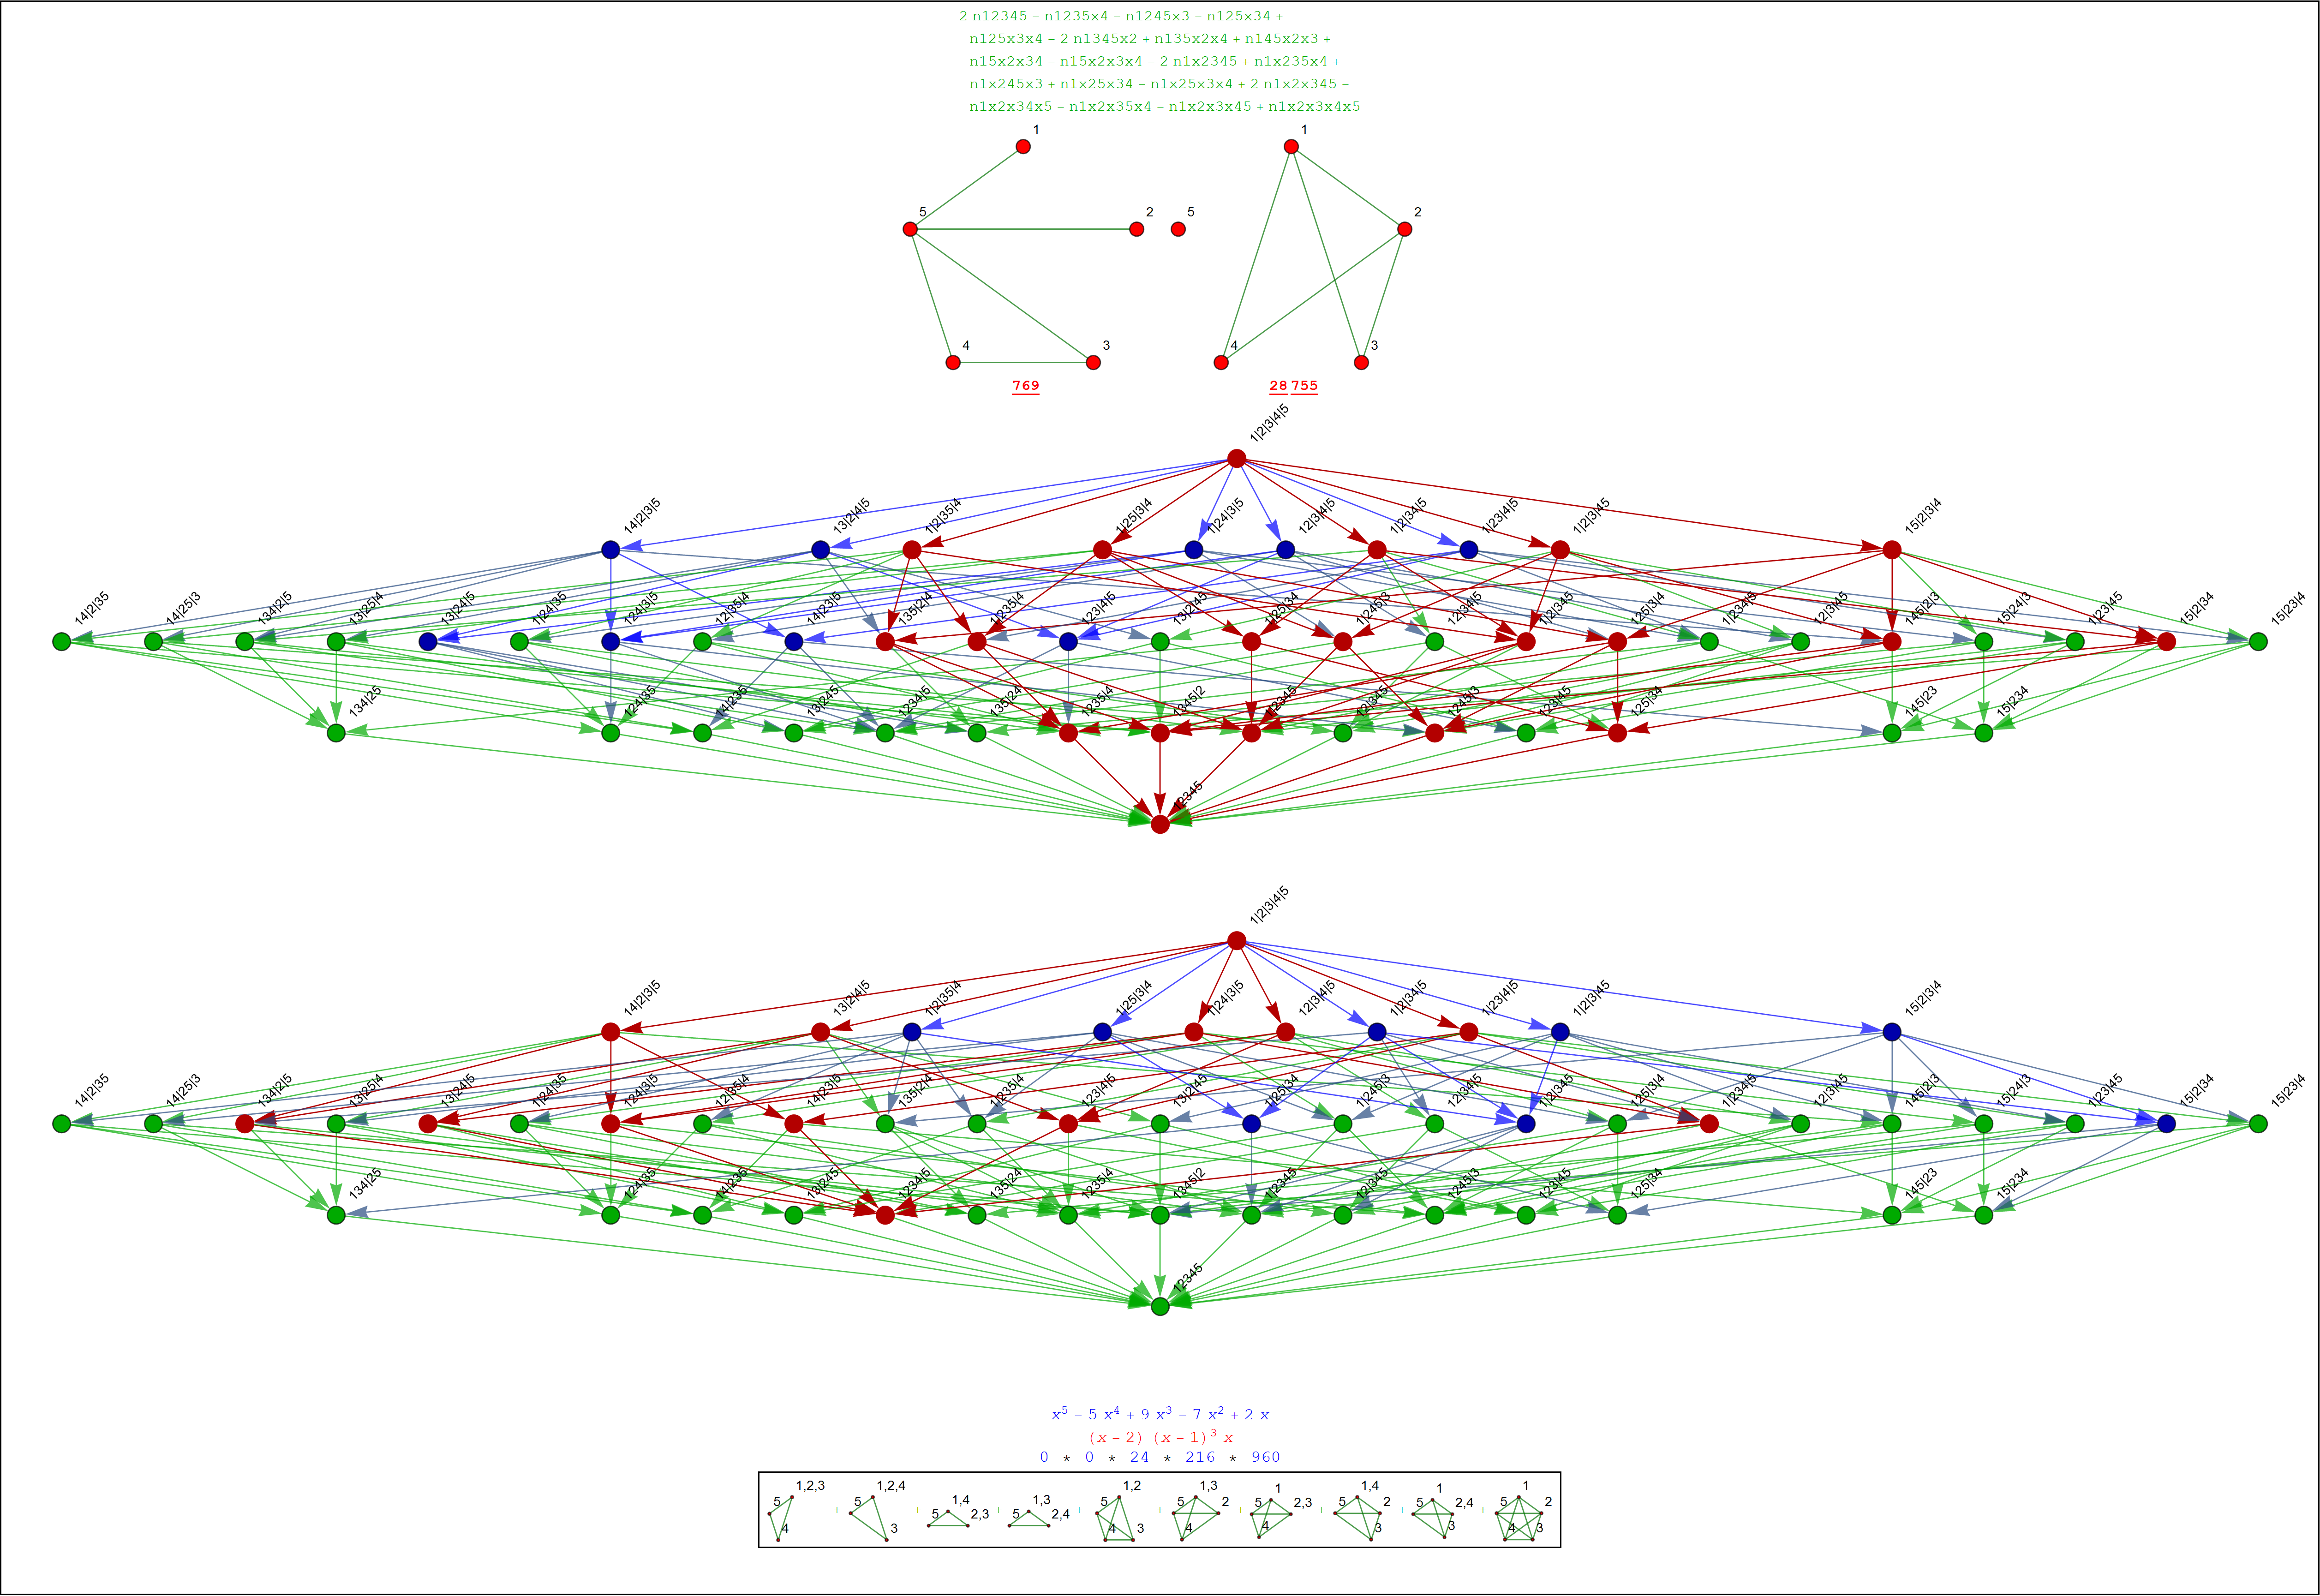 2 n12345 − n1235x4 − n1245x3 − n125x34 +
n125x3x4 − 2 n1345x2 + n135x2x4 + n145x2x3 +
n15x2x34 − n15x2x3x4 − 2 n1x2345 + n1x235x4 +
n1x245x3 + n1x25x34 − n1x25x3x4 + 2 n1x2x345 −
n1x2x34x5 − n1x2x35x4 − n1x2x3x45 + n1x2x3x4x5
1 1
5 2 5 2
4 3 4 3
769 28 755
1|2|3|4|5
14|2|3|5 13|2|4|5 1|2|35|4 1|25|3|4 1|24|3|5 12|3|4|5 1|2|34|5 1|23|4|5 1|2|3|45 15|2|3|4
14|2|35 14|25|3 134|2|5 13|25|4 13|24|5 1|24|35 124|3|5 12|35|4 14|23|5 135|2|4 1|235|4 123|4|5 13|2|45 1|25|34 1|245|3 12|34|5 1|2|345 125|3|4 1|234|5 12|3|45 145|2|3 15|24|3 1|23|45 15|2|34 15|23|4
134|25 124|35 14|235 13|245 1234|5 135|24 1235|4 1345|2 1|2345 12|345 1245|3 123|45 125|34 145|23 15|234
12345
1|2|3|4|5
14|2|3|5 13|2|4|5 1|2|35|4 1|25|3|4 1|24|3|5 12|3|4|5 1|2|34|5 1|23|4|5 1|2|3|45 15|2|3|4
14|2|35 14|25|3 134|2|5 13|25|4 13|24|5 1|24|35 124|3|5 12|35|4 14|23|5 135|2|4 1|235|4 123|4|5 13|2|45 1|25|34 1|245|3 12|34|5 1|2|345 125|3|4 1|234|5 12|3|45 145|2|3 15|24|3 1|23|45 15|2|34 15|23|4
134|25 124|35 14|235 13|245 1234|5 135|24 1235|4 1345|2 1|2345 12|345 1245|3 123|45 125|34 145|23 15|234
12345
x⁵ − 5 x⁴ + 9 x³ − 7 x² + 2 x
(x − 2) (x − 1)³ x
0 * 0 * 24 * 216 * 960
1,2,3 5 4 + 1,2,4 5 3 + 1,4 5 2,3 + 1,3 5 2,4 + 1,2 5 4 3 + 1,3 5 2 4 + 1 5 2,3 4 + 1,4 5 2 3 + 1 5 2,4 3 + 1 5 2 4 3